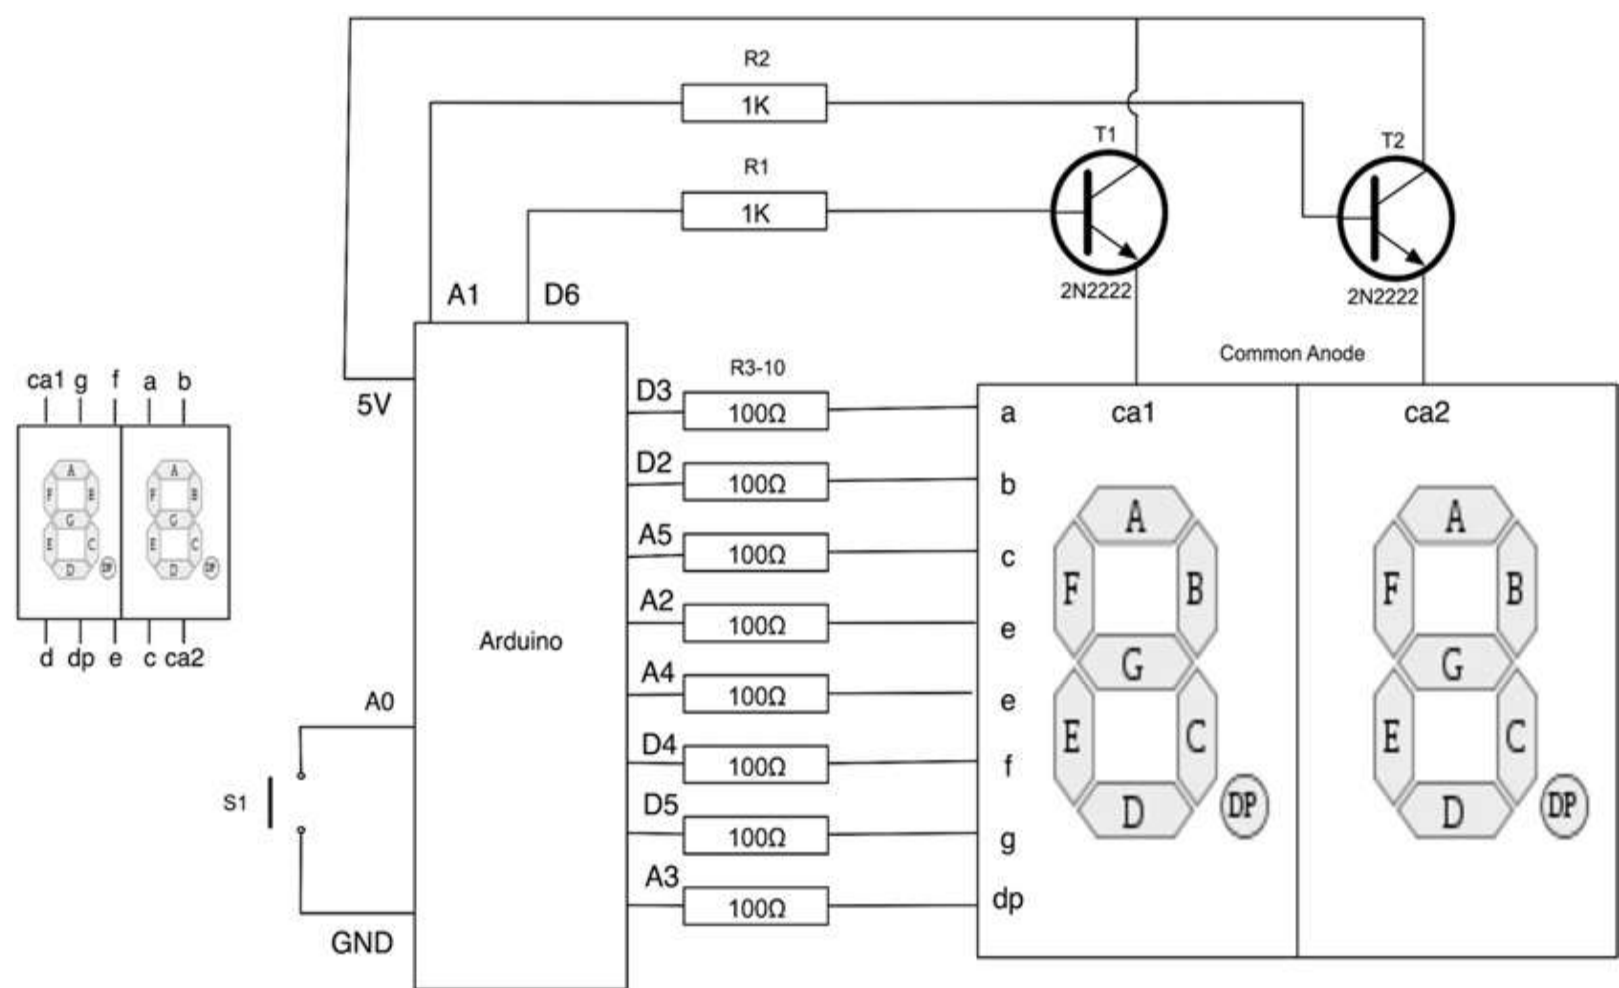 R2
1K
T1
T2
R1
1K
A1 D6
2N2222
2N2222
Common Anode
ca1 g f a b
5V
D3
R3-10
100Ω
a
ca1
ca2
D2
100Ω
b
A5
100Ω
c
A2
100Ω
e
A4
100Ω
e
D4
100Ω
f
D5
100Ω
g
A3
100Ω
dp
Arduino
A
F B
G
E C
D DP
A
F B
G
E C
D DP
A
F
G
E C
D
A
F
G
E C
D
d dp e c ca2
A0
S1
GND